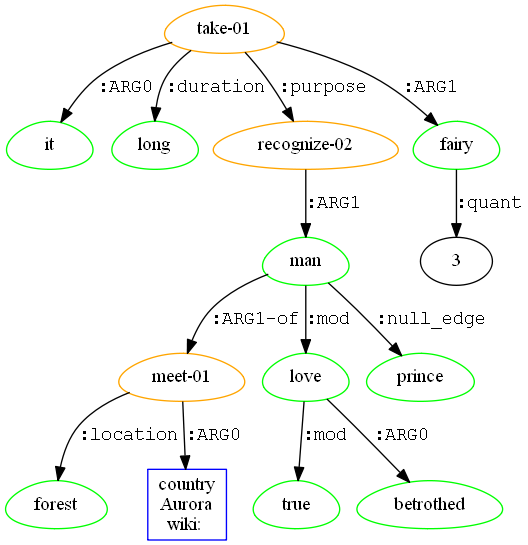 take-01
:ARG0 :duration :purpose :ARG1
it long recognize-02 fairy
:ARG1 :quant
man 3
:ARG1-of :mod :null_edge
meet-01 love prince
:location :ARG0 :mod :ARG0
forest country
Aurora
wiki: true betrothed